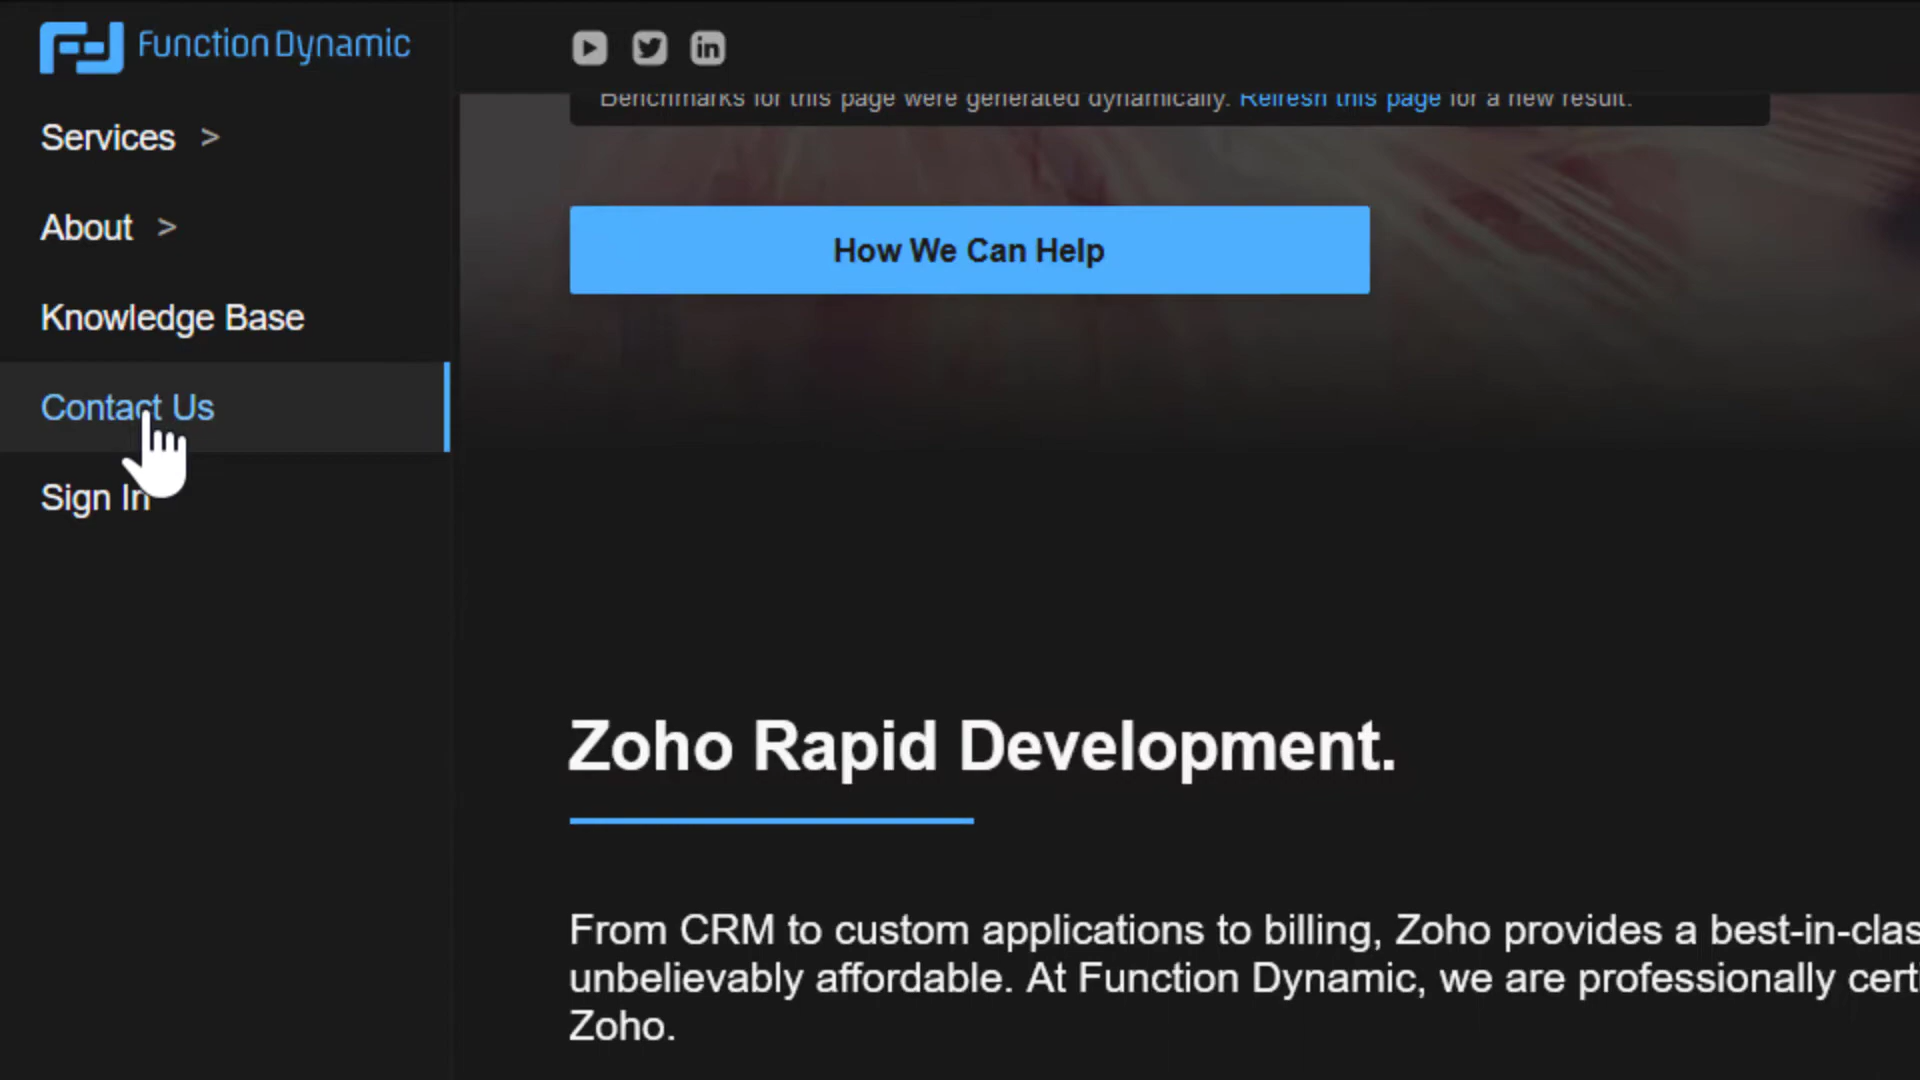 Function Dynamic
Services >
About >
Knowledge Base
Contact Us
Sign In
Benchmarks for this page were generated dynamically. Refresh this page for a new result.
How We Can Help
Zoho Rapid Development.
From CRM to custom applications to billing, Zoho provides a best-in-clas
unbelievably affordable. At Function Dynamic, we are professionally certi
Zoho.